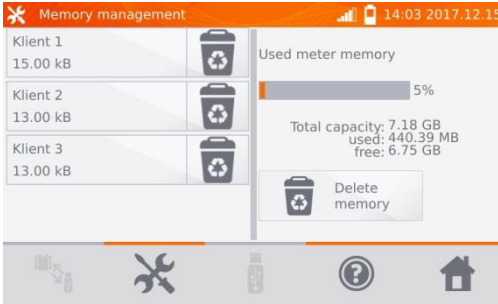 Memory management
14:03 2017.12.15
Klient 1
15.00 kB
Klient 2
13.00 kB
Klient 3
13.00 kB
Used meter memory
5%
Total capacity: 7.18 GB
used: 440.39 MB
free: 6.75 GB
Delete
memory